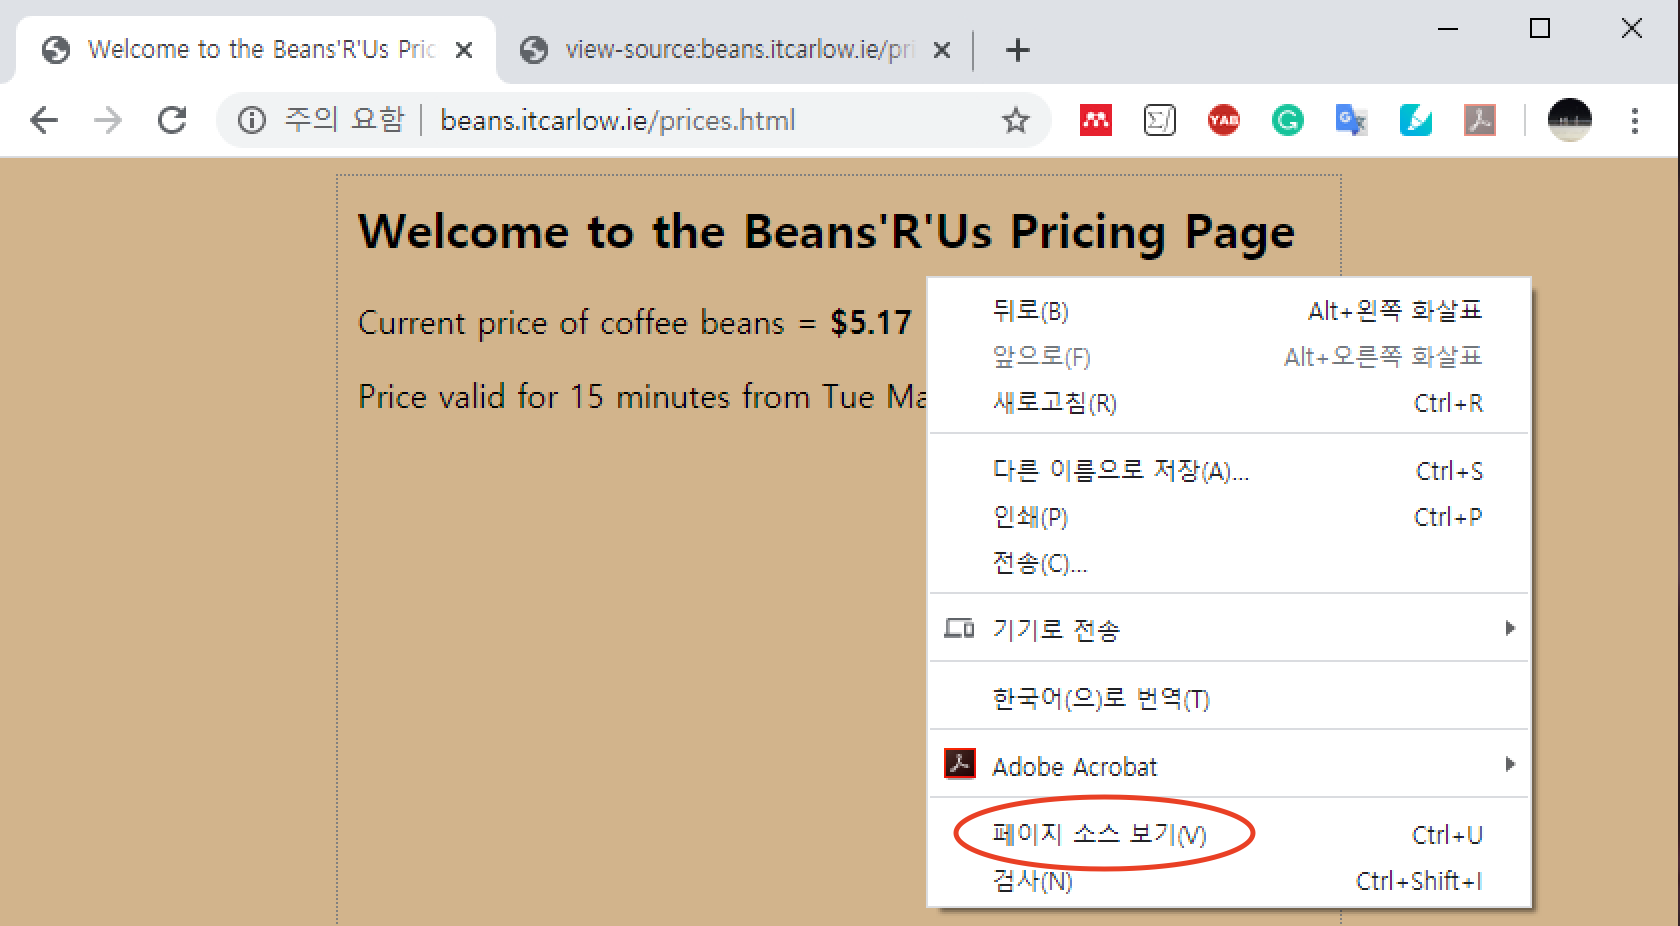 Welcome to the Beans'R'Us Pric
view-source:beans.itcarlow.ie/pri
주의 요함
beans.itcarlow.ie/prices.html
YAB
Welcome to the Beans'R'Us Pricing Page
Current price of coffee beans = $5.17
Price valid for 15 minutes from Tue Ma
뒤로(B) Alt+왼쪽 화살표
앞으로(F) Alt+오른쪽 화살표
새로고침(R) Ctrl+R
다른 이름으로 저장(A)... Ctrl+S
인쇄(P) Ctrl+P
전송(C)...
기기로 전송
한국어(으)로 번역(T)
Adobe Acrobat
페이지 소스 보기(V) Ctrl+U
검사(N) Ctrl+Shift+I